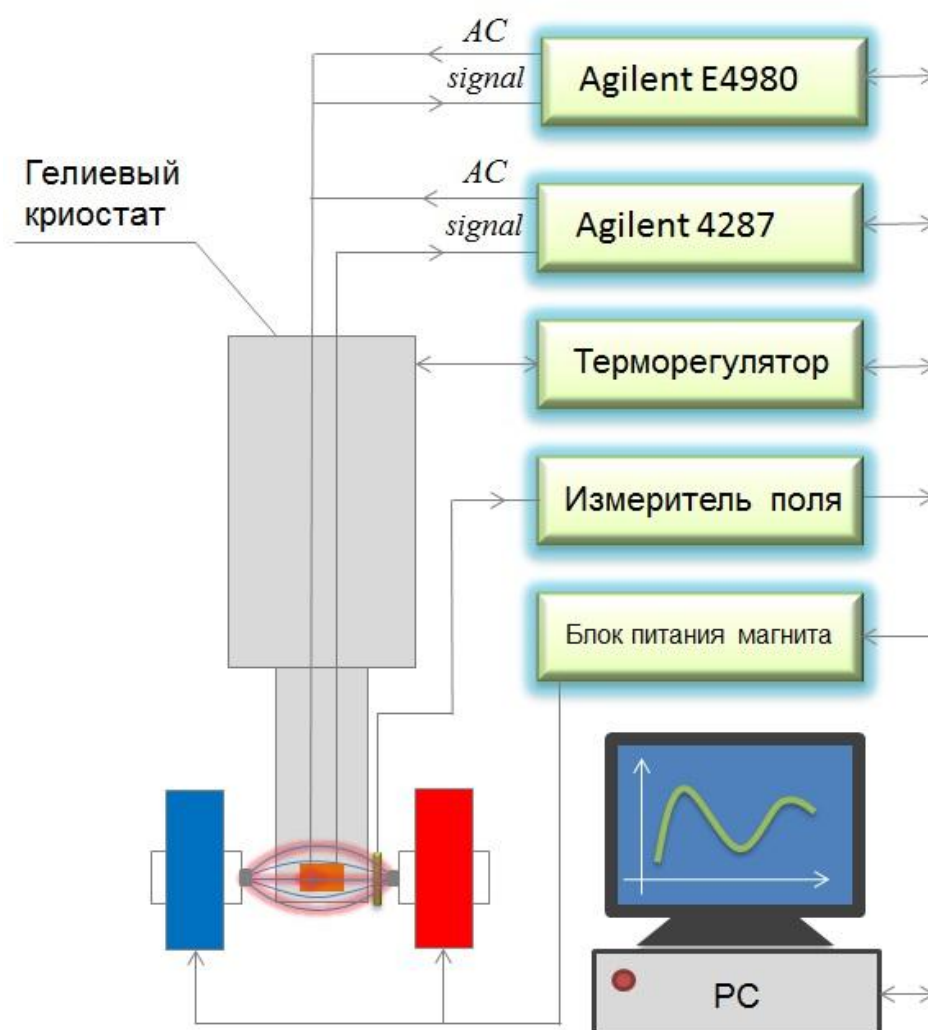 AC
signal
Agilent E4980
Гелиевый
криостат
AC
signal
Agilent 4287
Терморегулятор
Измеритель поля
Блок питания магнита
PC